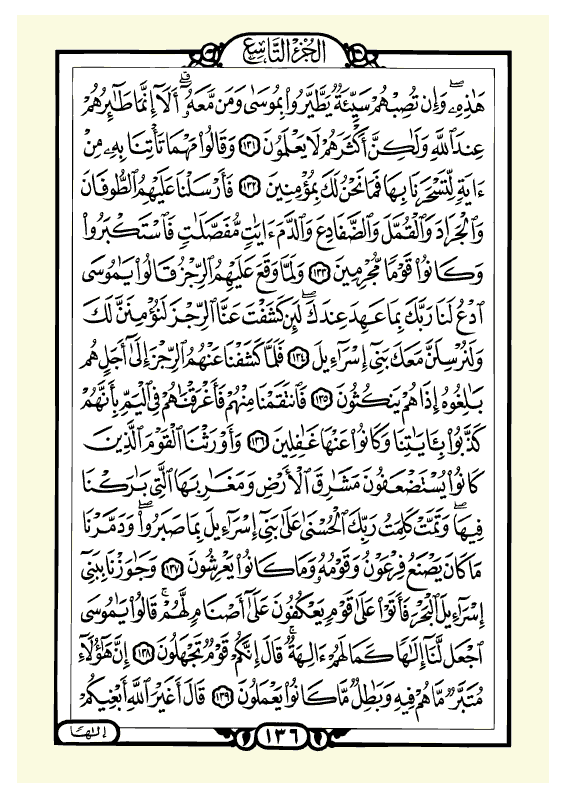 الجزء التاسع
هَٰذِهِۦۖ وَإِن تُصِبْهُمْ سَيِّئَةٌ يَطَّيَّرُوا۟ بِمُوسَىٰ وَمَن مَّعَهُۥٓۗ أَلَآ إِنَّمَا طَـٰٓئِرُهُمْ
عِندَ ٱللَّهِ وَلَـٰكِنَّ أَكْثَرَهُمْ لَا يَعْلَمُونَ ١٣١ وَقَالُوا۟ مَهْمَا تَأْتِنَا بِهِۦ مِنْ
ءَايَةٍ لِّتَسْحَرَنَا بِهَا فَمَا نَحْنُ لَكَ بِمُؤْمِنِينَ ١٣٢ فَأَرْسَلْنَا عَلَيْهِمُ ٱلطُّوفَانَ
وَٱلْجَرَادَ وَٱلْقُمَّلَ وَٱلضَّفَادِعَ وَٱلدَّمَ ءَايَـٰتٍ مُّفَصَّلَـٰتٍ فَٱسْتَكْبَرُوا۟
وَكَانُوا۟ قَوْمًا مُّجْرِمِينَ ١٣٣ وَلَمَّا وَقَعَ عَلَيْهِمُ ٱلرِّجْزُ قَالُوا۟ يَـٰمُوسَى
ٱدْعُ لَنَا رَبَّكَ بِمَا عَهِدَ عِندَكَۖ لَئِن كَشَفْتَ عَنَّا ٱلرِّجْزَ لَنُؤْمِنَنَّ لَكَ
وَلَنُرْسِلَنَّ مَعَكَ بَنِىٓ إِسْرَٰٓءِيلَ ١٣٤ فَلَمَّا كَشَفْنَا عَنْهُمُ ٱلرِّجْزَ إِلَىٰٓ أَجَلٍ هُم
بَـٰلِغُوهُ إِذَا هُمْ يَنكُثُونَ ١٣٥ فَٱنتَقَمْنَا مِنْهُمْ فَأَغْرَقْنَـٰهُمْ فِى ٱلْيَمِّ بِأَنَّهُمْ
كَذَّبُوا۟ بِـَٔايَـٰتِنَا وَكَانُوا۟ عَنْهَا غَـٰفِلِينَ ١٣٦ وَأَوْرَثْنَا ٱلْقَوْمَ ٱلَّذِينَ
كَانُوا۟ يُسْتَضْعَفُونَ مَشَـٰرِقَ ٱلْأَرْضِ وَمَغَـٰرِبَهَا ٱلَّتِى بَـٰرَكْنَا
فِيهَاۖ وَتَمَّتْ كَلِمَتُ رَبِّكَ ٱلْحُسْنَىٰ عَلَىٰ بَنِىٓ إِسْرَٰٓءِيلَ بِمَا صَبَرُوا۟ۖ وَدَمَّرْنَا
مَا كَانَ يَصْنَعُ فِرْعَوْنُ وَقَوْمُهُۥ وَمَا كَانُوا۟ يَعْرِشُونَ ١٣٧ وَجَـٰوَزْنَا بِبَنِىٓ
إِسْرَٰٓءِيلَ ٱلْبَحْرَ فَأَتَوْا۟ عَلَىٰ قَوْمٍ يَعْكُفُونَ عَلَىٰٓ أَصْنَامٍ لَّهُمْۚ قَالُوا۟ يَـٰمُوسَى
ٱجْعَل لَّنَآ إِلَـٰهًا كَمَا لَهُمْ ءَالِهَةٌۚ قَالَ إِنَّكُمْ قَوْمٌ تَجْهَلُونَ ١٣٨ إِنَّ هَـٰٓؤُلَآءِ
مُتَبَّرٌ مَّا هُمْ فِيهِ وَبَـٰطِلٌ مَّا كَانُوا۟ يَعْمَلُونَ ١٣٩ قَالَ أَغَيْرَ ٱللَّهِ أَبْغِيكُمْ
١٣٦
إِلَـٰهًا